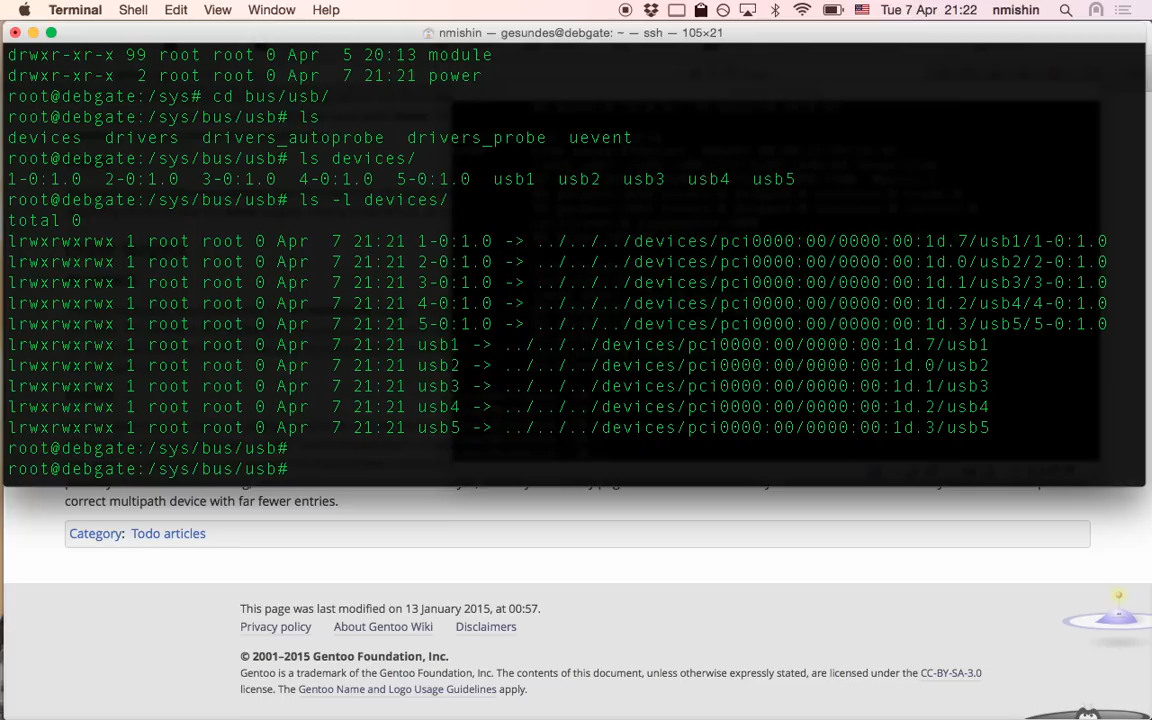 Terminal Shell Edit View Window Help Tue 7 Apr 21:22 nmishin
nmishin — gesundes@debgate: ~ — ssh — 105×21
drwxr-xr-x 99 root root 0 Apr  5 20:13 module
drwxr-xr-x  2 root root 0 Apr  7 21:21 power
root@debgate:/sys# cd bus/usb/
root@debgate:/sys/bus/usb# ls
devices  drivers  drivers_autoprobe  drivers_probe  uevent
root@debgate:/sys/bus/usb# ls devices/
1-0:1.0  2-0:1.0  3-0:1.0  4-0:1.0  5-0:1.0  usb1  usb2  usb3  usb4  usb5
root@debgate:/sys/bus/usb# ls -l devices/
total 0
lrwxrwxrwx 1 root root 0 Apr  7 21:21 1-0:1.0 -> ../../../devices/pci0000:00/0000:00:1d.7/usb1/1-0:1.0
lrwxrwxrwx 1 root root 0 Apr  7 21:21 2-0:1.0 -> ../../../devices/pci0000:00/0000:00:1d.0/usb2/2-0:1.0
lrwxrwxrwx 1 root root 0 Apr  7 21:21 3-0:1.0 -> ../../../devices/pci0000:00/0000:00:1d.1/usb3/3-0:1.0
lrwxrwxrwx 1 root root 0 Apr  7 21:21 4-0:1.0 -> ../../../devices/pci0000:00/0000:00:1d.2/usb4/4-0:1.0
lrwxrwxrwx 1 root root 0 Apr  7 21:21 5-0:1.0 -> ../../../devices/pci0000:00/0000:00:1d.3/usb5/5-0:1.0
lrwxrwxrwx 1 root root 0 Apr  7 21:21 usb1 -> ../../../devices/pci0000:00/0000:00:1d.7/usb1
lrwxrwxrwx 1 root root 0 Apr  7 21:21 usb2 -> ../../../devices/pci0000:00/0000:00:1d.0/usb2
lrwxrwxrwx 1 root root 0 Apr  7 21:21 usb3 -> ../../../devices/pci0000:00/0000:00:1d.1/usb3
lrwxrwxrwx 1 root root 0 Apr  7 21:21 usb4 -> ../../../devices/pci0000:00/0000:00:1d.2/usb4
lrwxrwxrwx 1 root root 0 Apr  7 21:21 usb5 -> ../../../devices/pci0000:00/0000:00:1d.3/usb5
root@debgate:/sys/bus/usb#
root@debgate:/sys/bus/usb#
correct multipath device with far fewer entries.
Category: Todo articles
This page was last modified on 13 January 2015, at 00:57.
Privacy policy About Gentoo Wiki Disclaimers
© 2001–2015 Gentoo Foundation, Inc.
Gentoo is a trademark of the Gentoo Foundation, Inc. The contents of this document, unless otherwise expressly stated, are licensed under the CC-BY-SA-3.0
license. The Gentoo Name and Logo Usage Guidelines apply.